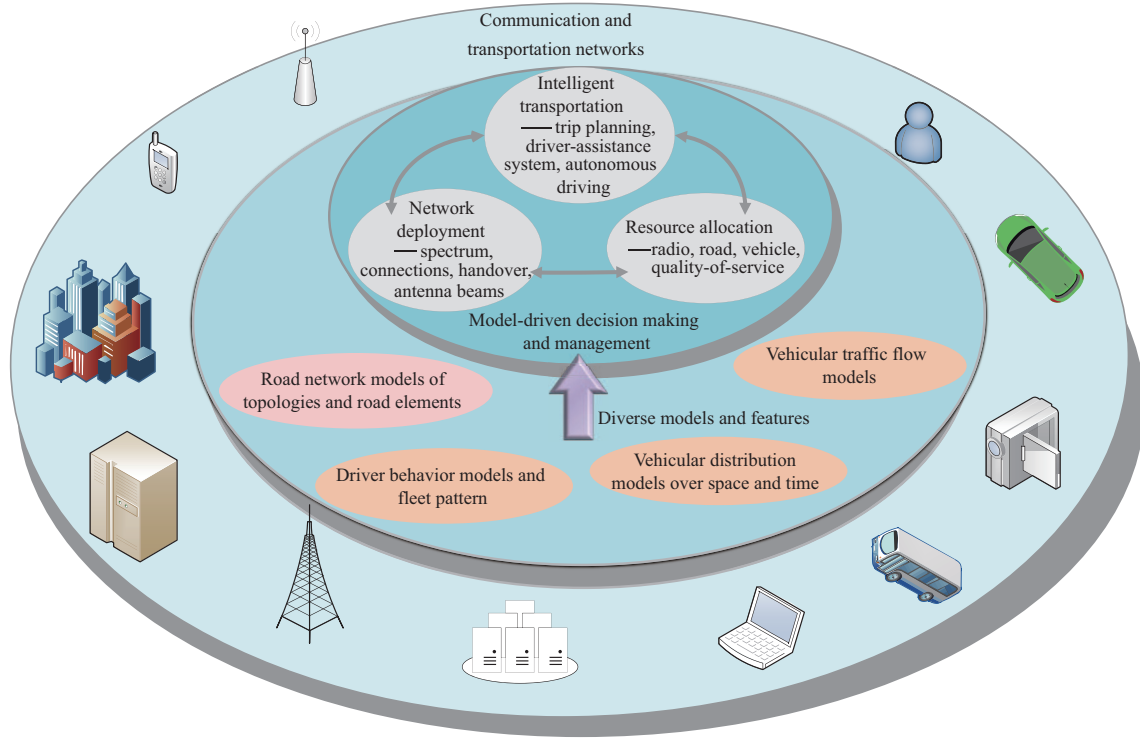 Communication and
transportation networks
Intelligent
transportation
— trip planning,
driver-assistance
system, autonomous
driving
Network
deployment
— spectrum,
connections, handover,
antenna beams
Resource allocation
—radio, road, vehicle,
quality-of-service
Model-driven decision making
and management
Vehicular traffic flow
models
Road network models of
topologies and road elements
Diverse models and features
Driver behavior models and
fleet pattern
Vehicular distribution
models over space and time